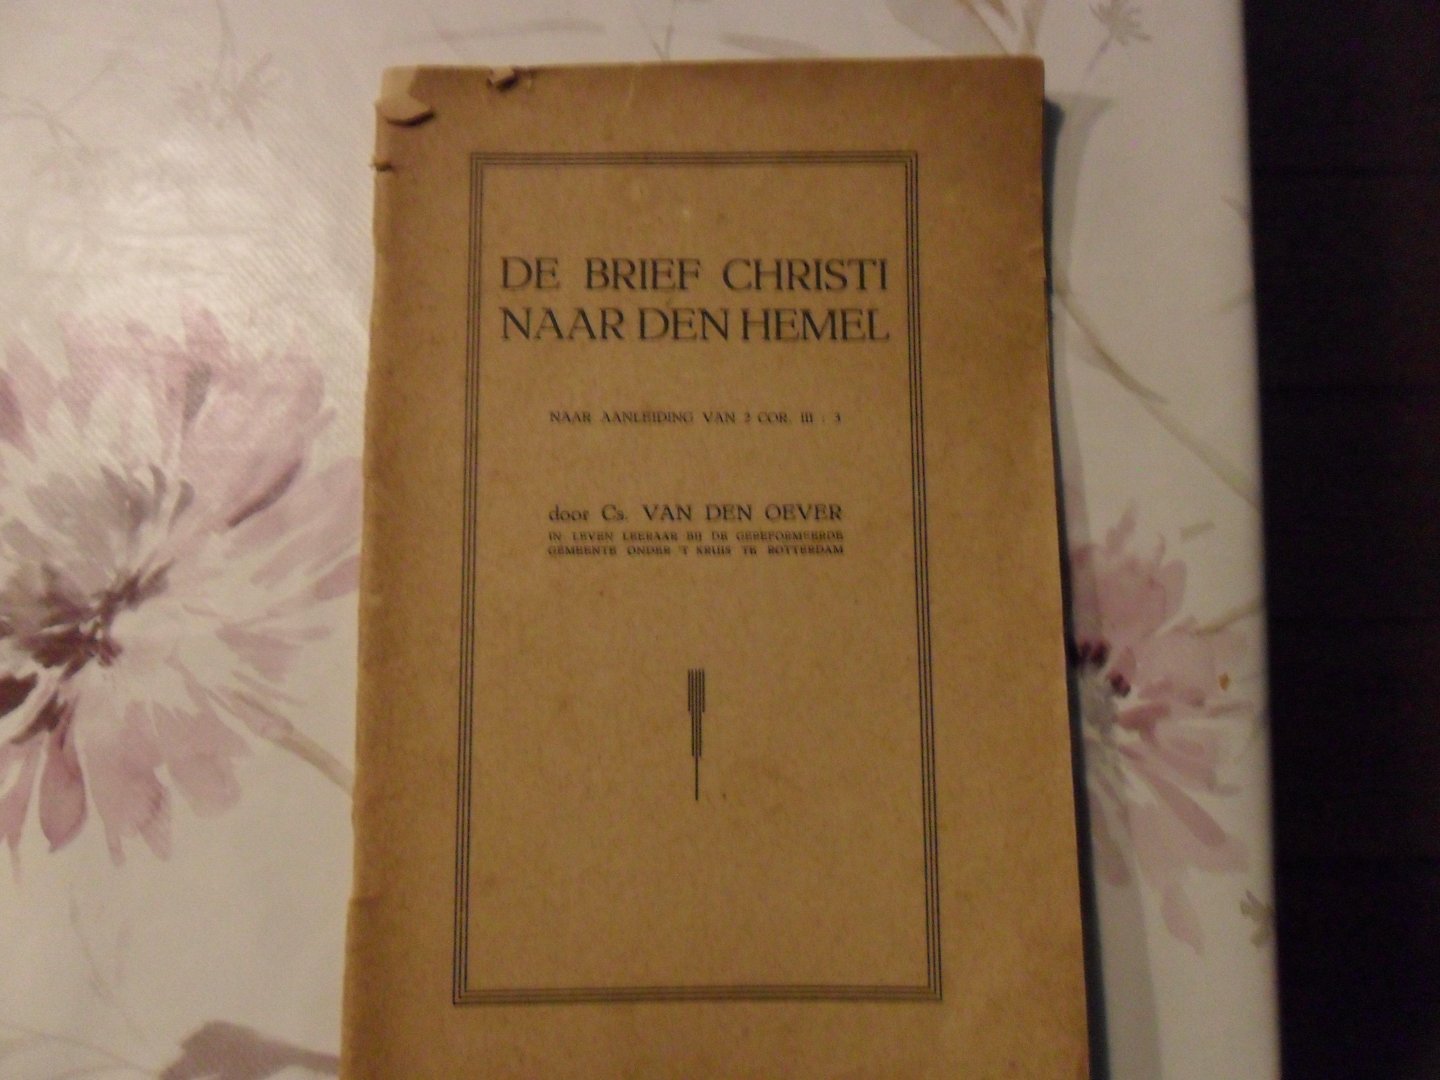 DE BRIEF CHRISTI
NAAR DEN HEMEL
NAAR AANLEIDING VAN 2 COR. III : 3
door Cs. VAN DEN OEVER
IN LEVEN LEERAAR BIJ DE GEREFORMEERDE
GEMEENTE ONDER 'T KRUIS TE ROTTERDAM